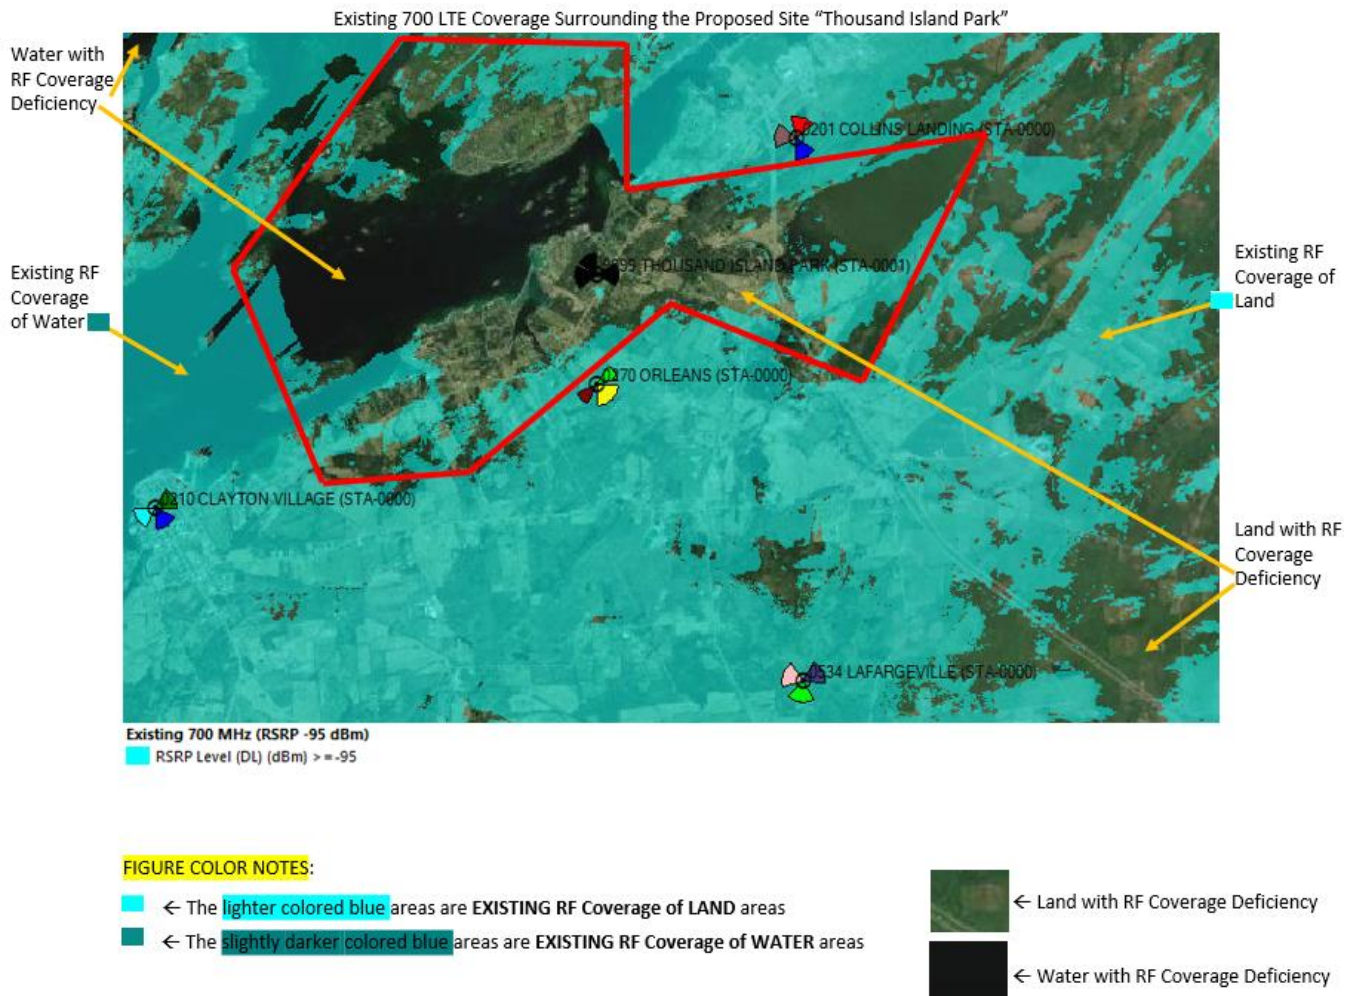 Existing 700 LTE Coverage Surrounding the Proposed Site “Thousand Island Park”
Water with
RF Coverage
Deficiency
201 COLLINS LANDING (STA-0000)
THOUSAND ISLAND PARK (STA-0001)
Existing RF
Coverage
of Water
Existing RF
Coverage of
Land
270 ORLEANS (STA-0000)
210 CLAYTON VILLAGE (STA-0000)
Land with RF
Coverage
Deficiency
534 LAFARGEVILLE (STA-0000)
Existing 700 MHz (RSRP -95 dBm)
RSRP Level (DL) (dBm) >=-95
FIGURE COLOR NOTES:
← The lighter colored blue areas are EXISTING RF Coverage of LAND areas
← The slightly darker colored blue areas are EXISTING RF Coverage of WATER areas
← Land with RF Coverage Deficiency
← Water with RF Coverage Deficiency